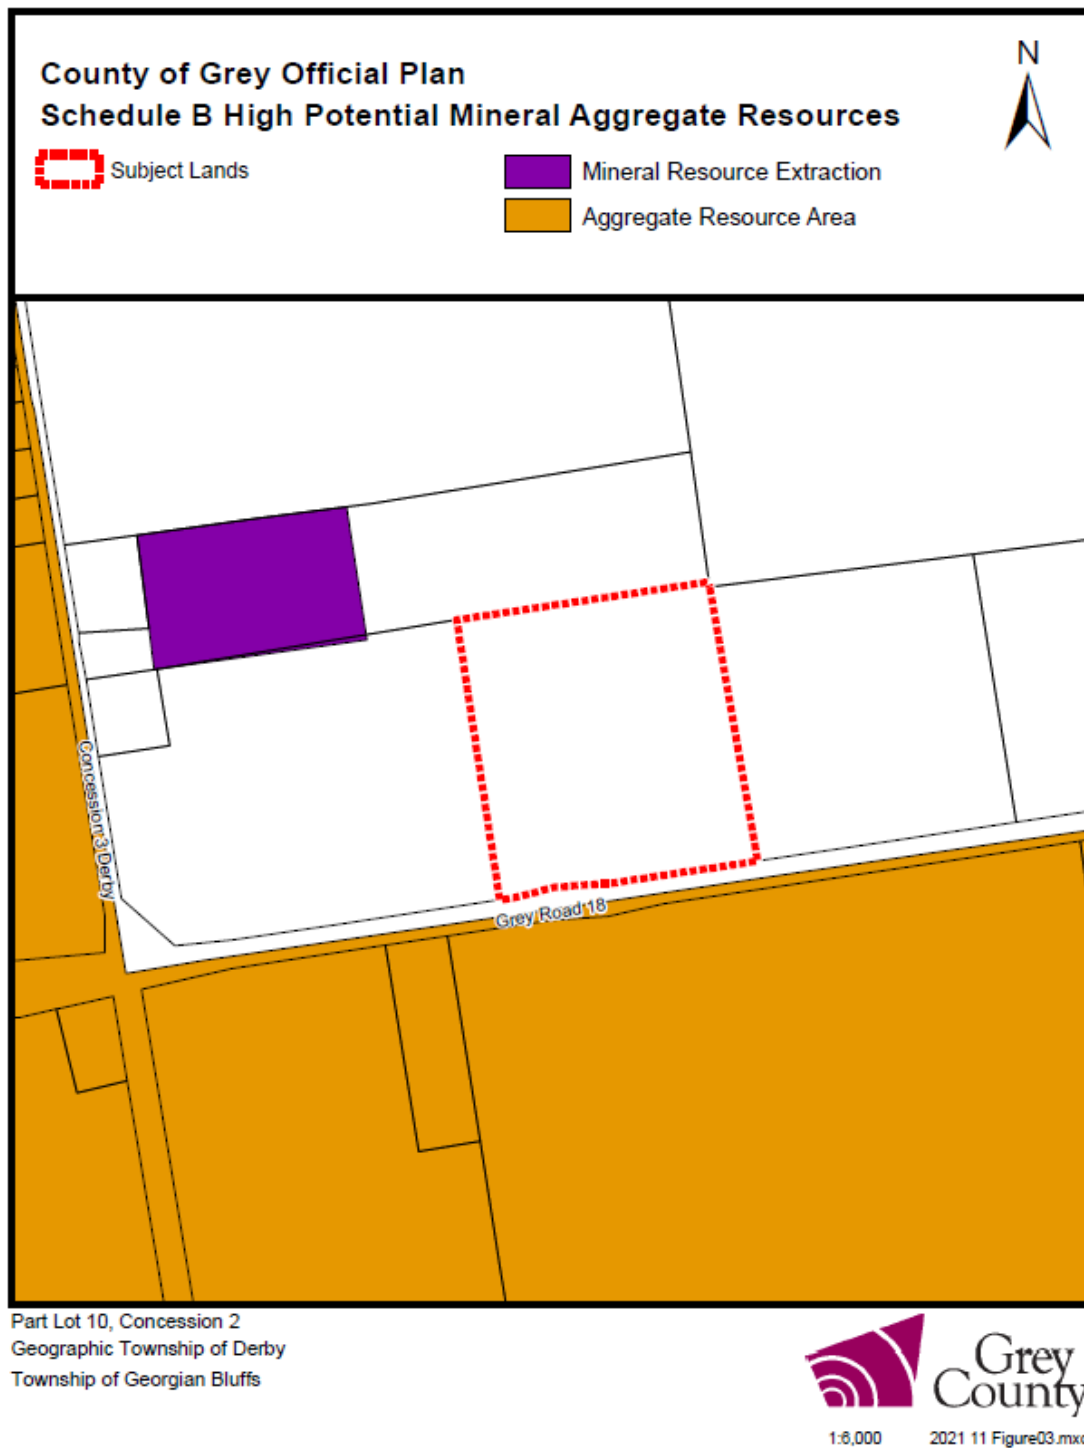 County of Grey Official Plan
Schedule B High Potential Mineral Aggregate Resources
N
Subject Lands
Mineral Resource Extraction
Aggregate Resource Area
Concession 3 Derby
Grey Road 18
Part Lot 10, Concession 2
Geographic Township of Derby
Township of Georgian Bluffs
Grey
County
1:6,000
2021 11 Figure03.mxd